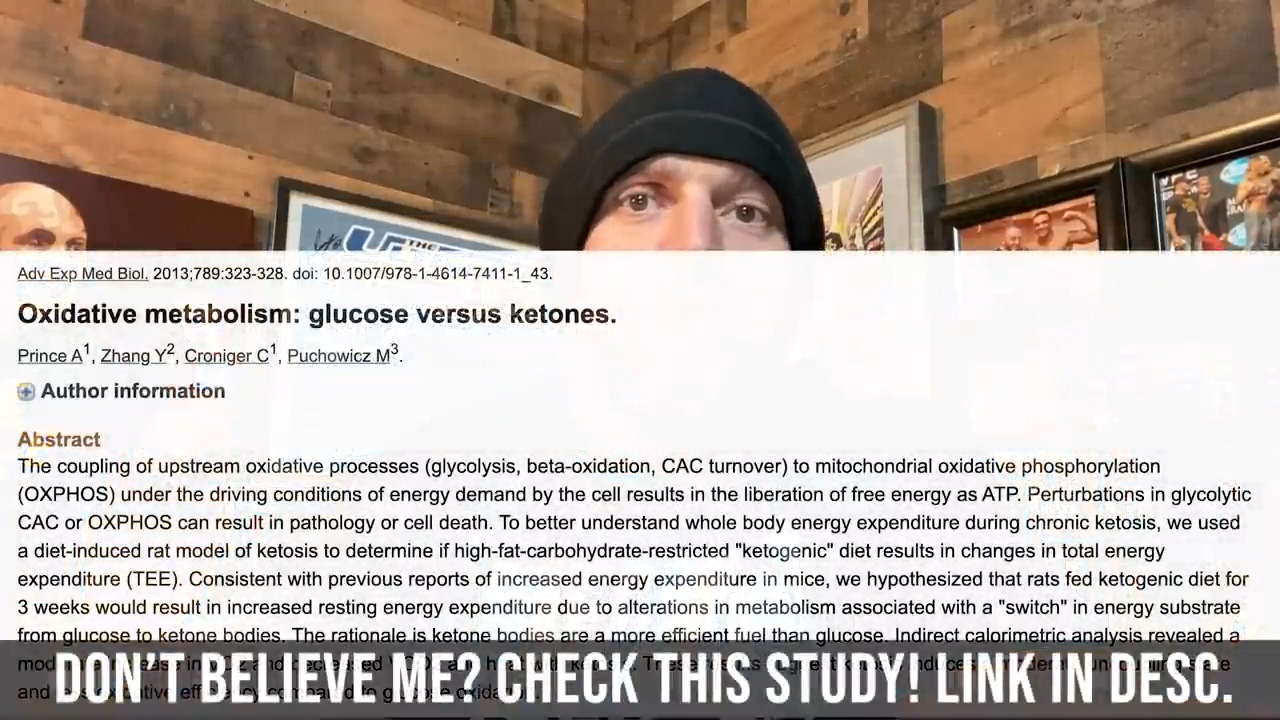 THE
UFC
Adv Exp Med Biol. 2013;789:323-328. doi: 10.1007/978-1-4614-7411-1_43.
Oxidative metabolism: glucose versus ketones.
Prince A1, Zhang Y2, Croniger C1, Puchowicz M3.
Author information
Abstract
The coupling of upstream oxidative processes (glycolysis, beta-oxidation, CAC turnover) to mitochondrial oxidative phosphorylation
(OXPHOS) under the driving conditions of energy demand by the cell results in the liberation of free energy as ATP. Perturbations in glycolytic
CAC or OXPHOS can result in pathology or cell death. To better understand whole body energy expenditure during chronic ketosis, we used
a diet-induced rat model of ketosis to determine if high-fat-carbohydrate-restricted "ketogenic" diet results in changes in total energy
expenditure (TEE). Consistent with previous reports of increased energy expenditure in mice, we hypothesized that rats fed ketogenic diet for
3 weeks would result in increased resting energy expenditure due to alterations in metabolism associated with a "switch" in energy substrate
from glucose to ketone bodies. The rationale is ketone bodies are a more efficient fuel than glucose. Indirect calorimetric analysis revealed a
DON'T BELIEVE ME? CHECK THIS STUDY! LINK IN DESC.